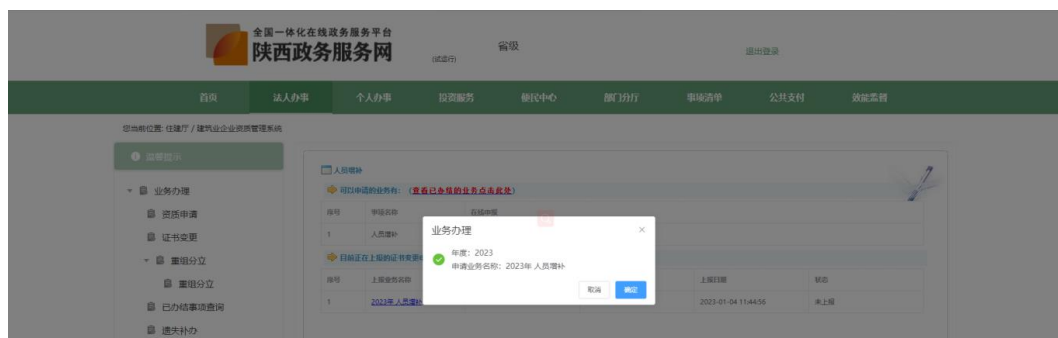 全国一体化在线政务服务平台
陕西政务服务网
(试运行)
省级
退出登录
首页 法人办事 个人办事 投资服务 便民中心 部门分厅 事项清单 公共支付 效能监督
您当前位置: 住建厅 / 建筑业企业资质管理系统
温馨提示
业务办理
资质申请
证书变更
重组分立
重组分立
已办结事项查询
遗失补办
人员增补
可以申请的业务有: (查看已办结的业务点击此处)
序号 事项名称 在线申报
1 人员增补
目前正在上报的证书变更
序号 上报业务名称 上报日期 状态
1 2023年 人员增补 2023-01-04 11:44:56 未上报
业务办理
年度: 2023
申请业务名称: 2023年 人员增补
取消 确定